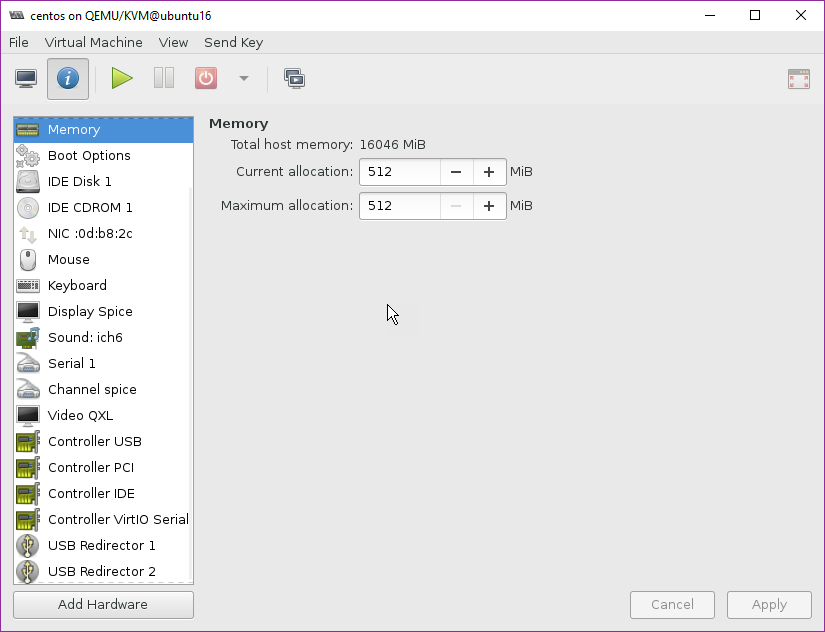 centos on QEMU/KVM@ubuntu16
File Virtual Machine View Send Key
Memory
Boot Options
IDE Disk 1
IDE CDROM 1
NIC :0d:b8:2c
Mouse
Keyboard
Display Spice
Sound: ich6
Serial 1
Channel spice
Video QXL
Controller USB
Controller PCI
Controller IDE
Controller VirtIO Serial
USB Redirector 1
USB Redirector 2
Add Hardware
Memory
Total host memory: 16046 MiB
Current allocation: 512 − + MiB
Maximum allocation: 512 − + MiB
Cancel Apply